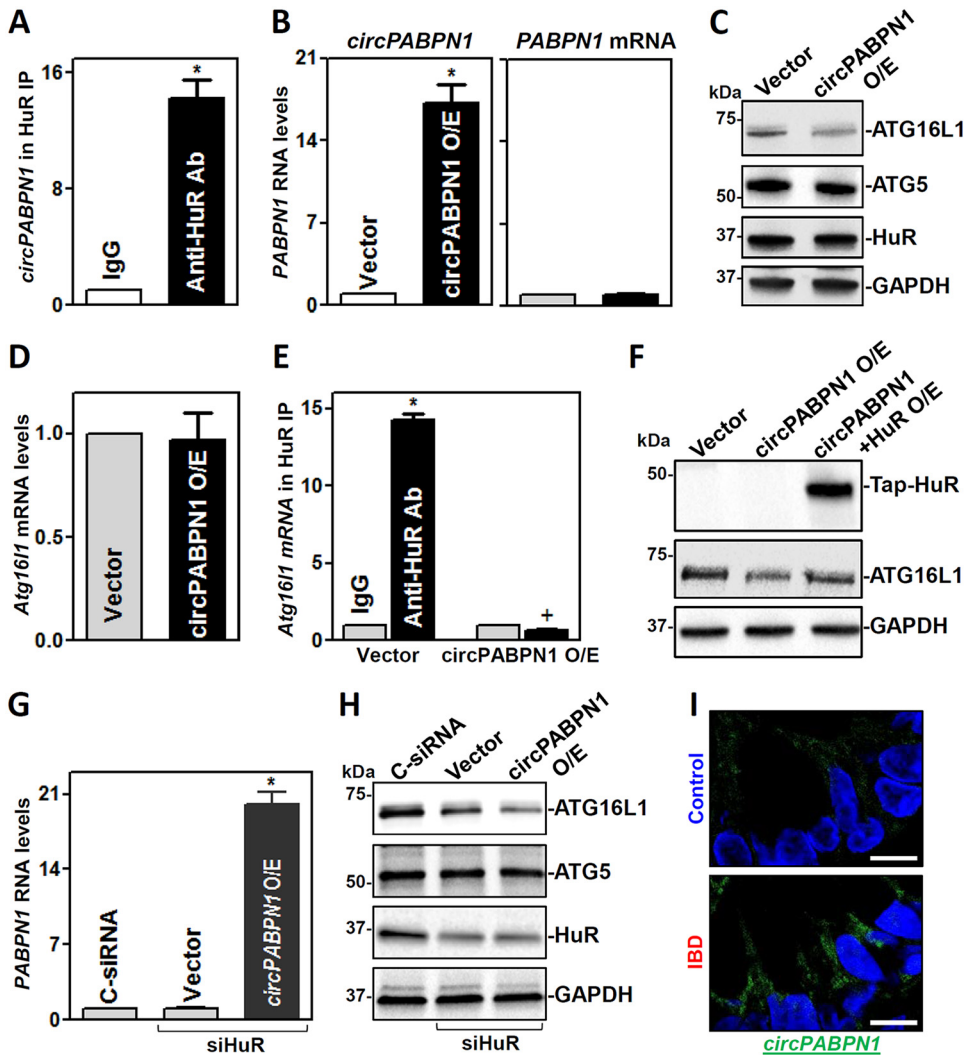 A
circPABPN1 in HuR IP
16
8
0
IgG
Anti-HuR Ab
*
B
circPABPN1
PABPN1 mRNA
PABPN1 RNA levels
21
14
7
0
Vector
circPABPN1 O/E
*
C
Vector
circPABPN1
O/E
kDa
75-
-ATG16L1
50-
-ATG5
37-
-HuR
37-
-GAPDH
D
Atg16l1 mRNA levels
1.0
0.5
0.0
Vector
circPABPN1 O/E
E
Atg16l1 mRNA in HuR IP
15
10
5
0
IgG
Anti-HuR Ab
*
+
Vector
circPABPN1 O/E
F
Vector
circPABPN1 O/E
circPABPN1
+HuR O/E
kDa
50-
-Tap-HuR
75-
-ATG16L1
37-
-GAPDH
G
PABPN1 RNA levels
21
14
7
0
C-siRNA
Vector
circPABPN1 O/E
*
siHuR
H
C-siRNA
Vector
circPABPN1
O/E
kDa
75-
-ATG16L1
50-
-ATG5
37-
-HuR
37-
-GAPDH
siHuR
I
Control
IBD
circPABPN1